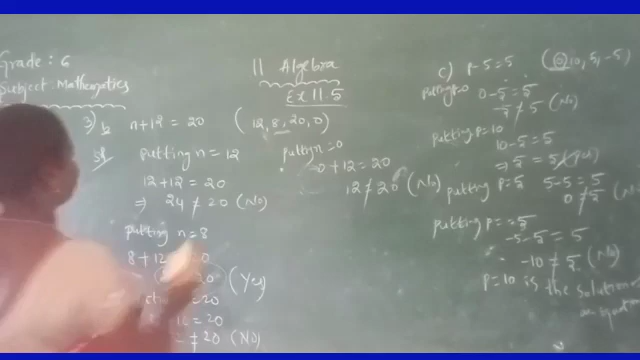 Grade : 6
Subject : Mathematics
11 Algebra
Ex 11.5
3) b, n+12 = 20 (12, 8, 20, 0)
putting n = 12
12+12 = 20
⇒ 24 ≠ 20 (No)
putting n = 8
8 + 12
20 (Yes)
= 20
= 20
≠ 20 (No)
putting n = 0
0 + 12 = 20
12 ≠ 20 (No)
c) p - 5 = 5 (0, 10, 5, -5)
0 - 5 = 5
-5 ≠ 5 (No)
putting p = 10
10 - 5 = 5
⇒ 5 = 5
putting p = 5 5 - 5 = 5
0 ≠ 5 (No)
putting p = -5
-5 - 5 = 5
-10 ≠ 5 (No)
p = 10 is the solution
an equation